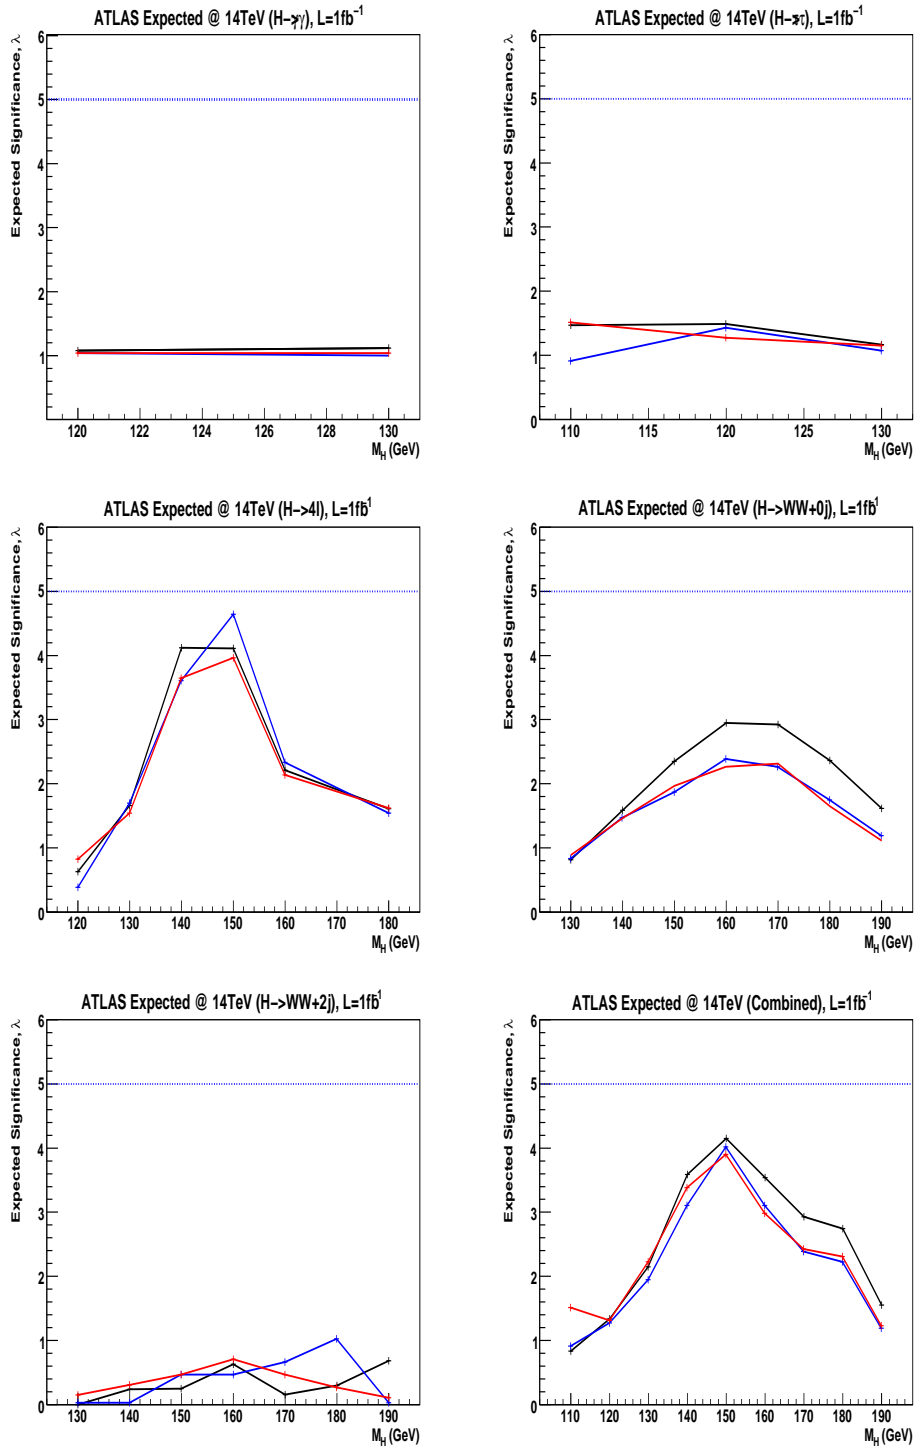 ATLAS Expected @ 14TeV (H->γγ), L=1fb⁻¹
Expected Significance, λ
6
5
4
3
2
1
120 122 124 126 128 130
M_H (GeV)
ATLAS Expected @ 14TeV (H->ττ), L=1fb⁻¹
Expected Significance, λ
6
5
4
3
2
1
0
110 115 120 125 130
M_H (GeV)
ATLAS Expected @ 14TeV (H->4l), L=1fb⁻¹
Expected Significance, λ
6
5
4
3
2
1
0
120 130 140 150 160 170 180
M_H (GeV)
ATLAS Expected @ 14TeV (H->WW+0j), L=1fb⁻¹
Expected Significance, λ
6
5
4
3
2
1
0
130 140 150 160 170 180 190
M_H (GeV)
ATLAS Expected @ 14TeV (H->WW+2j), L=1fb⁻¹
Expected Significance, λ
6
5
4
3
2
1
0
130 140 150 160 170 180 190
M_H (GeV)
ATLAS Expected @ 14TeV (Combined), L=1fb⁻¹
Expected Significance, λ
6
5
4
3
2
1
0
110 120 130 140 150 160 170 180 190
M_H (GeV)